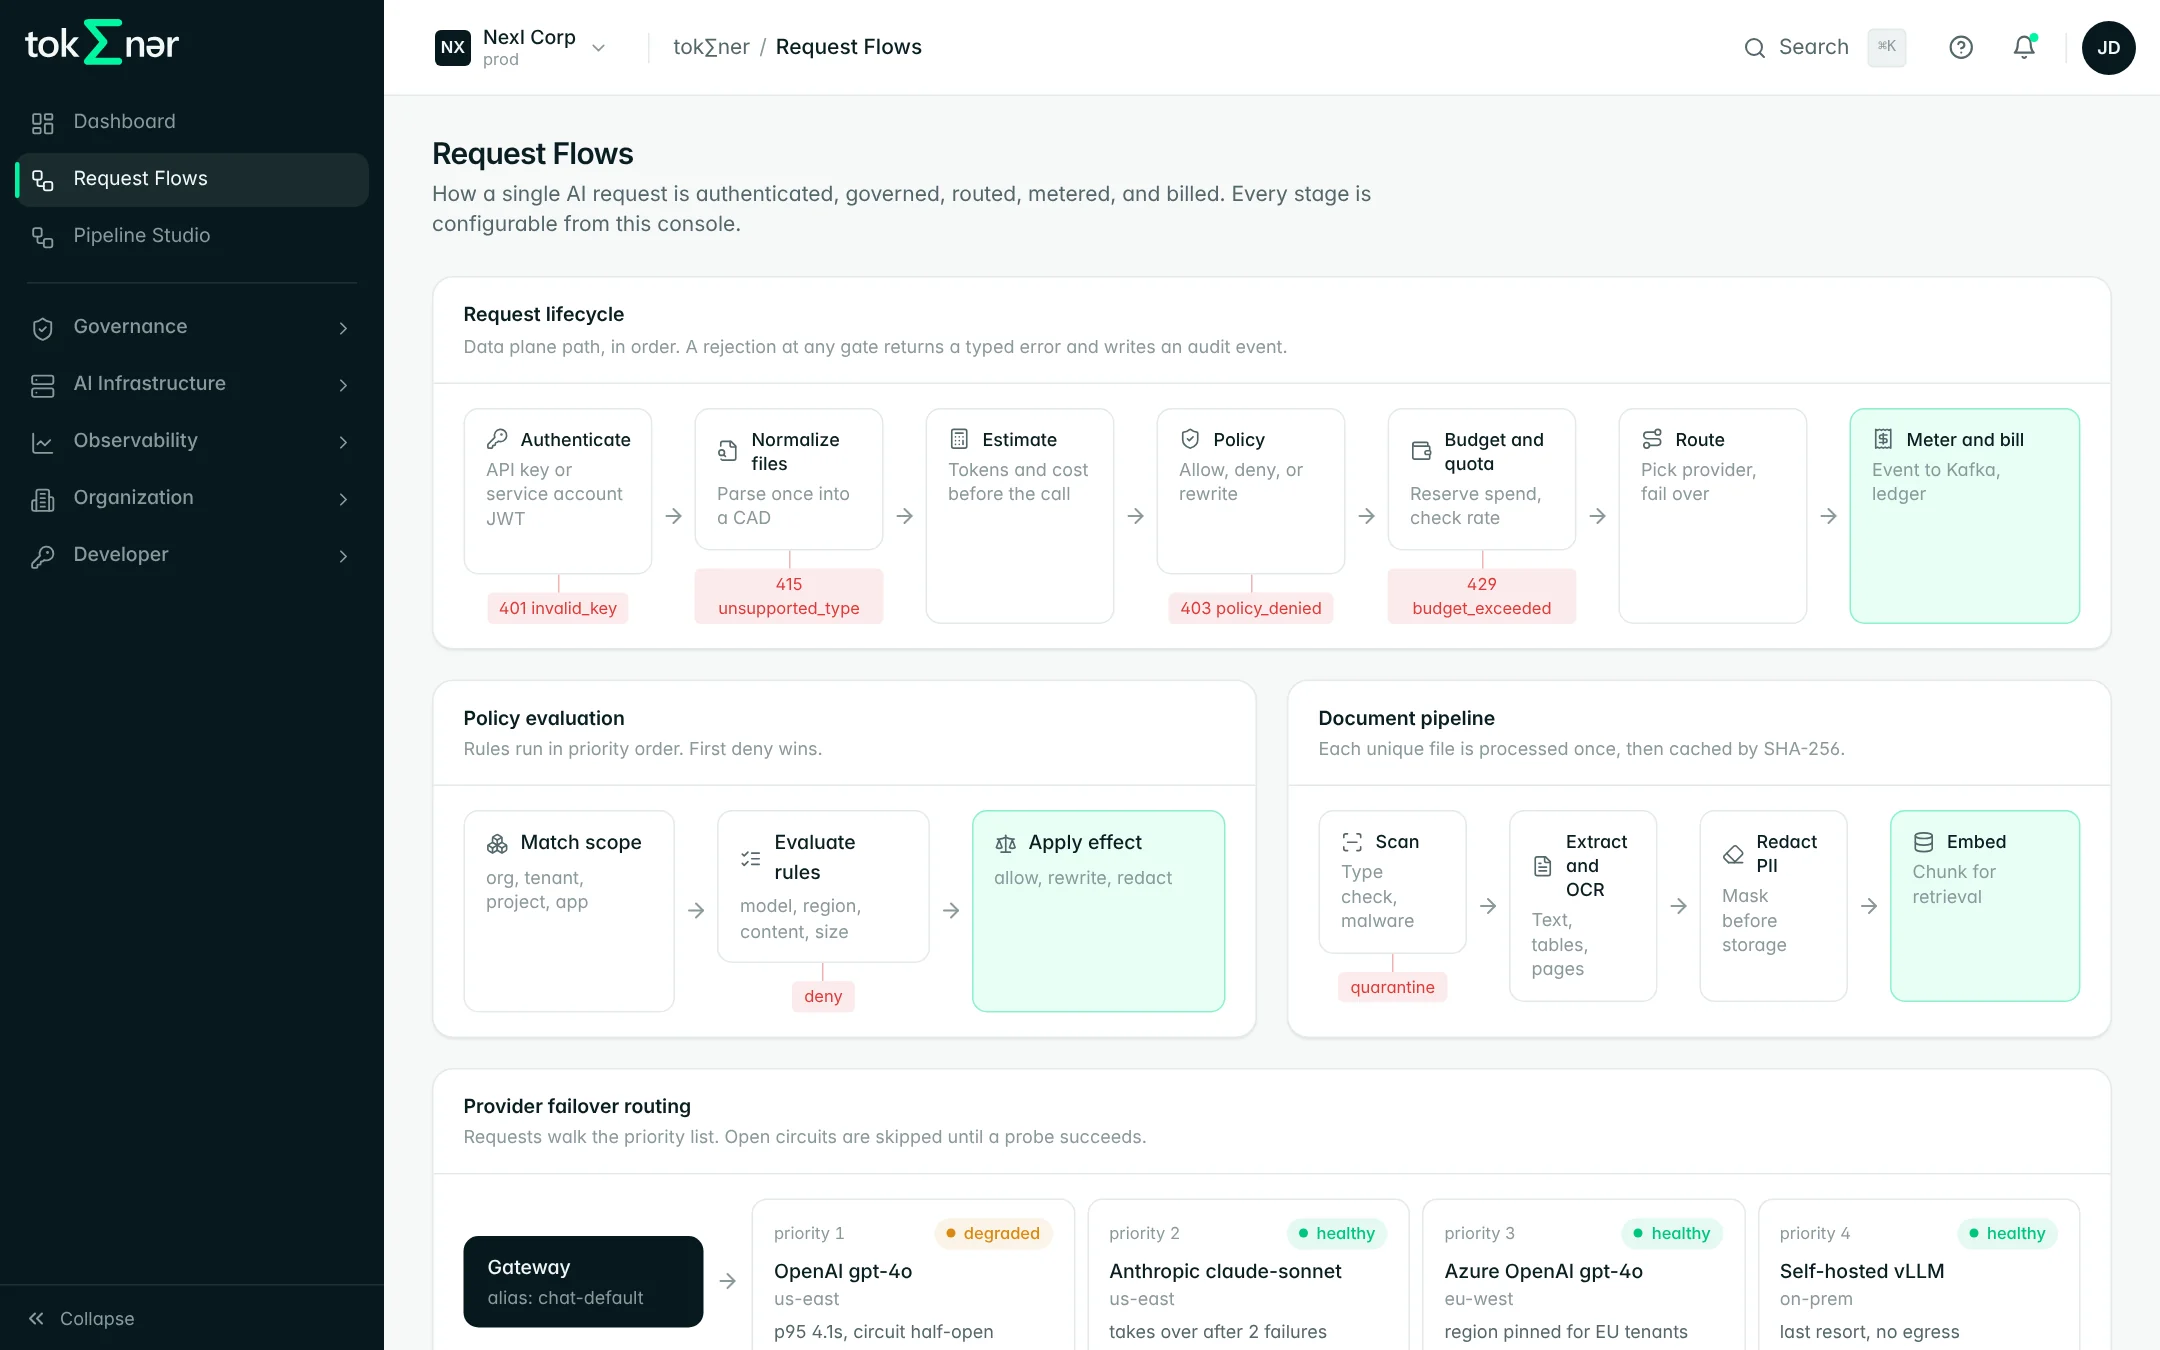 tokΣnər
Dashboard
Request Flows
Pipeline Studio
Governance
AI Infrastructure
Observability
Organization
Developer
Collapse
NX
Nexl Corp
prod
tok∑ner / Request Flows
Search
⌘K
JD
Request Flows
How a single AI request is authenticated, governed, routed, metered, and billed. Every stage is
configurable from this console.
Request lifecycle
Data plane path, in order. A rejection at any gate returns a typed error and writes an audit event.
Authenticate
API key or
service account
JWT
401 invalid_key
Normalize
files
Parse once into
a CAD
415
unsupported_type
Estimate
Tokens and cost
before the call
Policy
Allow, deny, or
rewrite
403 policy_denied
Budget and
quota
Reserve spend,
check rate
429
budget_exceeded
Route
Pick provider,
fail over
Meter and bill
Event to Kafka,
ledger
Policy evaluation
Rules run in priority order. First deny wins.
Match scope
org, tenant,
project, app
Evaluate
rules
model, region,
content, size
deny
Apply effect
allow, rewrite, redact
Document pipeline
Each unique file is processed once, then cached by SHA-256.
Scan
Type
check,
malware
quarantine
Extract
and
OCR
Text,
tables,
pages
Redact
PII
Mask
before
storage
Embed
Chunk for
retrieval
Provider failover routing
Requests walk the priority list. Open circuits are skipped until a probe succeeds.
Gateway
alias: chat-default
priority 1
degraded
OpenAI gpt-4o
us-east
p95 4.1s, circuit half-open
priority 2
healthy
Anthropic claude-sonnet
us-east
takes over after 2 failures
priority 3
healthy
Azure OpenAI gpt-4o
eu-west
region pinned for EU tenants
priority 4
healthy
Self-hosted vLLM
on-prem
last resort, no egress